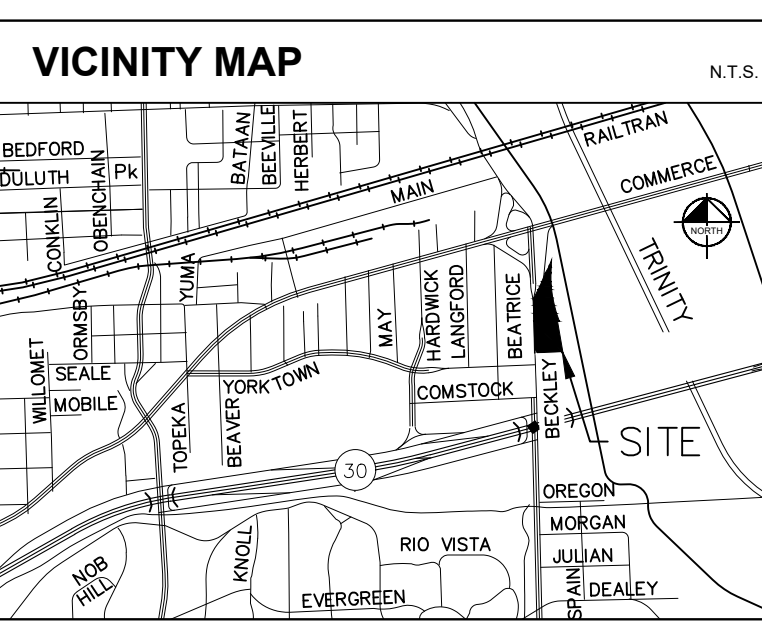 VICINITY MAP
N.T.S.
BEDFORD
DULUTH
Pk
CONKLIN
OBENCHAIN
BATAAN
BEEVILLE
HERBERT
MAIN
RAILTRAN
COMMERCE
NORTH
TRINITY
YUMA
ORMSBY
WILLOMET
SEALE
MOBILE
TOPEKA
BEAVER
YORKTOWN
MAY
HARDWICK
LANGFORD
BEATRICE
COMSTOCK
BECKLEY
SITE
30
OREGON
MORGAN
JULIAN
SPAIN
DEALEY
RIO VISTA
KNOLL
EVERGREEN
NOB
HILL